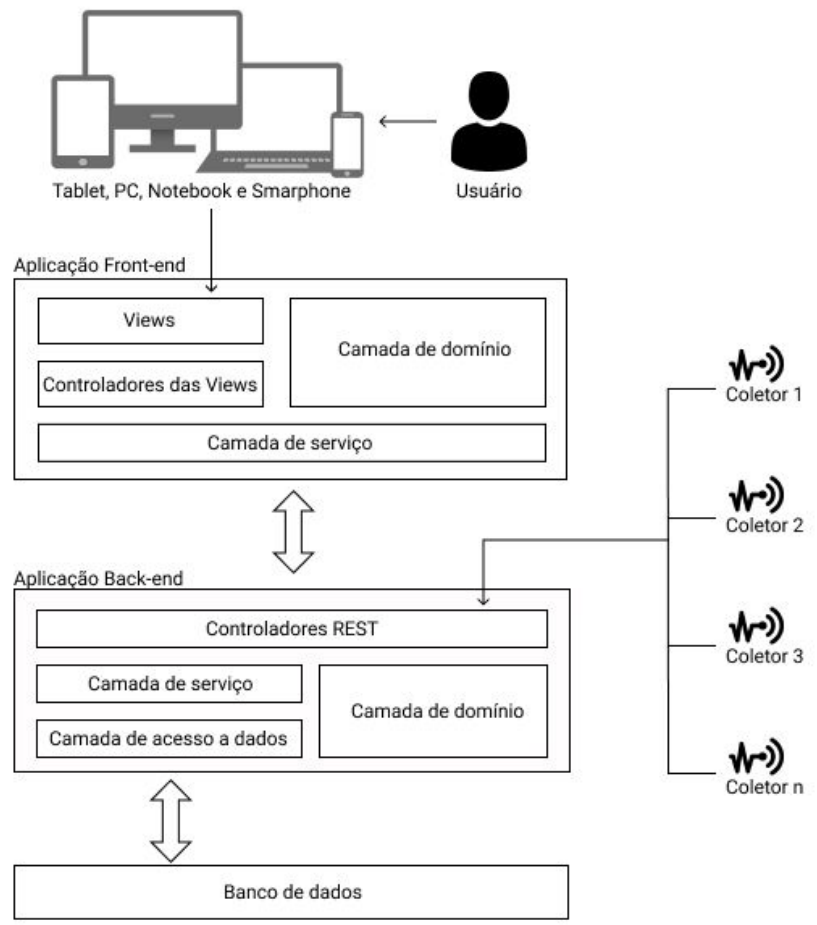 Tablet, PC, Notebook e Smarphone
Usuário
Aplicação Front-end
Views
Camada de domínio
Controladores das Views
Camada de serviço
Coletor 1
Coletor 2
Coletor 3
Coletor n
Aplicação Back-end
Controladores REST
Camada de serviço
Camada de domínio
Camada de acesso a dados
Banco de dados